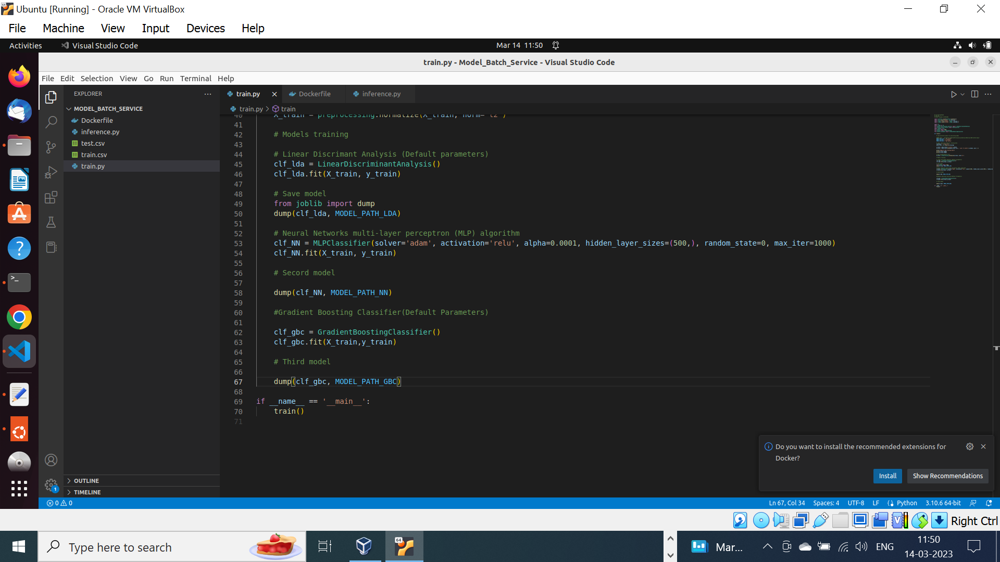 Ubuntu [Running] - Oracle VM VirtualBox
File Machine View Input Devices Help
Activities Visual Studio Code Mar 14 11:50
train.py - Model_Batch_Service - Visual Studio Code
File Edit Selection View Go Run Terminal Help
EXPLORER
MODEL_BATCH_SERVICE
Dockerfile
inference.py
test.csv
train.csv
train.py
OUTLINE
TIMELINE
train.py Dockerfile inference.py
train.py > train
40 X_train = preprocessing.normalize(X_train, norm='l2')
41
42 # Models training
43
44 # Linear Discrimant Analysis (Default parameters)
45 clf_lda = LinearDiscriminantAnalysis()
46 clf_lda.fit(X_train, y_train)
47
48 # Save model
49 from joblib import dump
50 dump(clf_lda, MODEL_PATH_LDA)
51
52 # Neural Networks multi-layer perceptron (MLP) algorithm
53 clf_NN = MLPClassifier(solver='adam', activation='relu', alpha=0.0001, hidden_layer_sizes=(500,), random_state=0, max_iter=1000)
54 clf_NN.fit(X_train, y_train)
55
56 # Secord model
57
58 dump(clf_NN, MODEL_PATH_NN)
59
60 #Gradient Boosting Classifier(Default Parameters)
61
62 clf_gbc = GradientBoostingClassifier()
63 clf_gbc.fit(X_train,y_train)
64
65 # Third model
66
67 dump(clf_gbc, MODEL_PATH_GBC)
68
69 if __name__ == '__main__':
70 train()
71
Do you want to install the recommended extensions for
Docker?
Install Show Recommendations
1
0 0 Ln 67, Col 34 Spaces: 4 UTF-8 LF Python 3.10.6 64-bit
Right Ctrl
Type here to search
64
Mar... ENG
11:50
14-03-2023